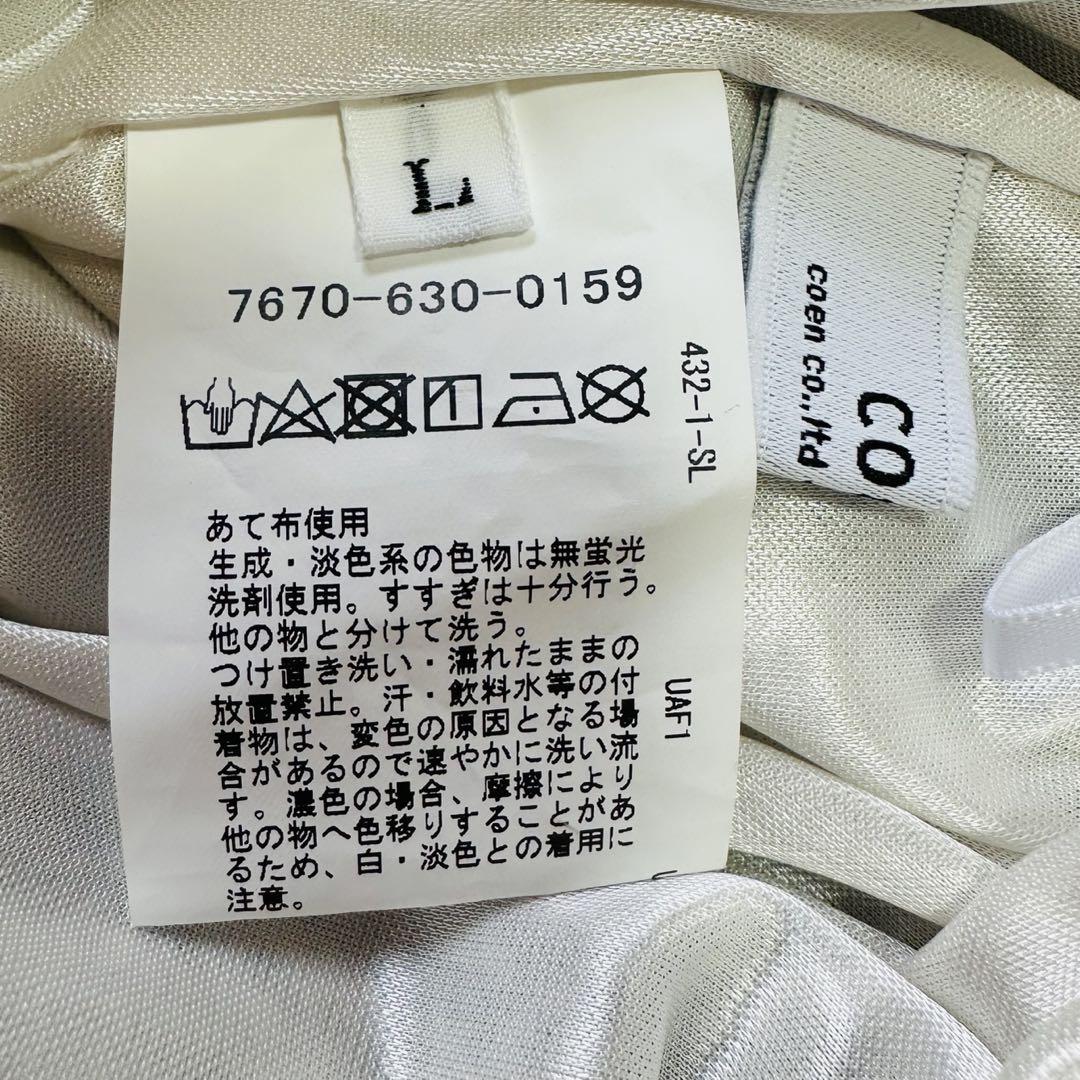 L
7670-630-0159
あて布使用
生成・淡色系の色物は無蛍光
洗剤使用。すすぎは十分行う。
他の物と分けて洗う。
つけ置き洗い・濡れたままの
放置禁止。汗・飲料水等の付
着物は、変色の原因となる場
合があるので速やかに洗い流
す。濃色の場合、摩擦により
他の物へ色移りすることがあ
るため、白・淡色との着用に
注意。
432-1-SL
UAF1
co
coen co.,ltd